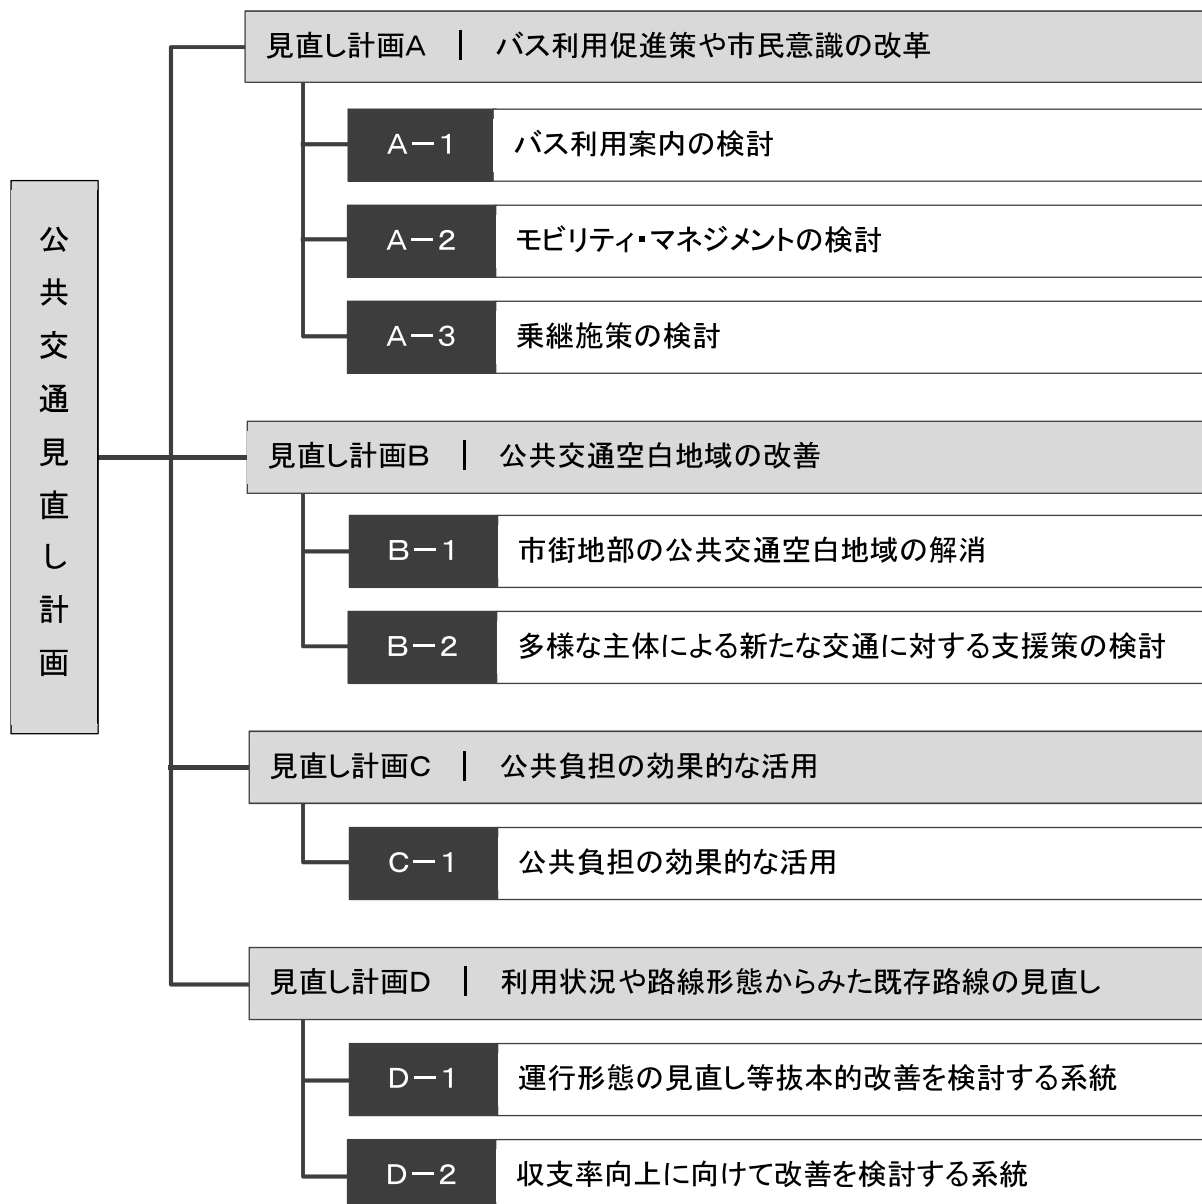 公共交通見直し計画
見直し計画A | バス利用促進策や市民意識の改革
A－1 バス利用案内の検討
A－2 モビリティ・マネジメントの検討
A－3 乗継施策の検討
見直し計画B | 公共交通空白地域の改善
B－1 市街地部の公共交通空白地域の解消
B－2 多様な主体による新たな交通に対する支援策の検討
見直し計画C | 公共負担の効果的な活用
C－1 公共負担の効果的な活用
見直し計画D | 利用状況や路線形態からみた既存路線の見直し
D－1 運行形態の見直し等抜本的改善を検討する系統
D－2 収支率向上に向けて改善を検討する系統